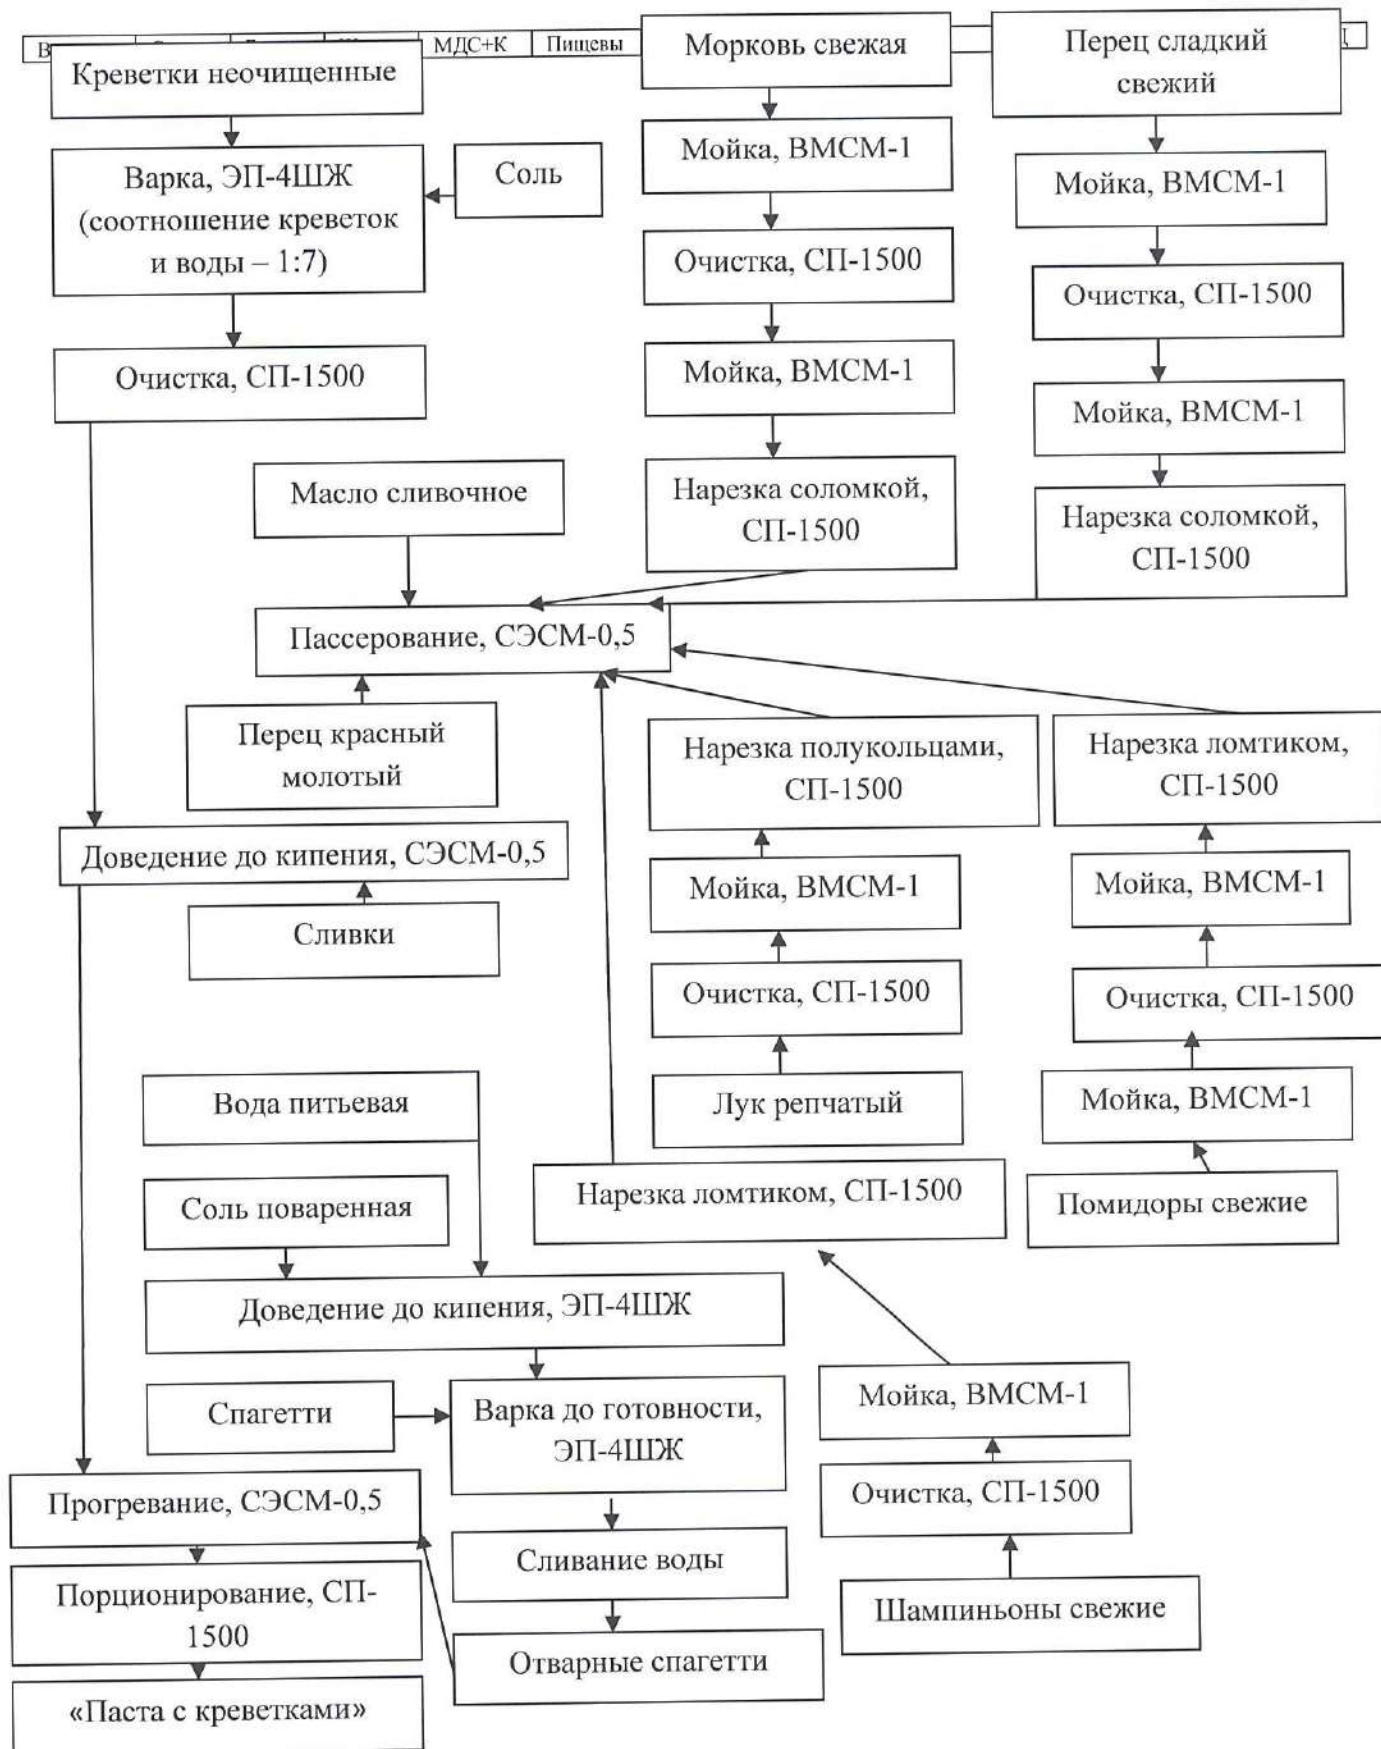 МДС+К
Пищевы
Креветки неочищенные
Варка, ЭП-4ШЖ
(соотношение креветок
и воды – 1:7)
Соль
Очистка, СП-1500
Морковь свежая
Мойка, ВМСМ-1
Очистка, СП-1500
Мойка, ВМСМ-1
Нарезка соломкой,
СП-1500
Перец сладкий
свежий
Мойка, ВМСМ-1
Очистка, СП-1500
Мойка, ВМСМ-1
Нарезка соломкой,
СП-1500
Масло сливочное
Пассерование, СЭСМ-0,5
Перец красный
молотый
Доведение до кипения, СЭСМ-0,5
Сливки
Нарезка полукольцами,
СП-1500
Мойка, ВМСМ-1
Очистка, СП-1500
Лук репчатый
Нарезка ломтиком,
СП-1500
Мойка, ВМСМ-1
Очистка, СП-1500
Мойка, ВМСМ-1
Помидоры свежие
Вода питьевая
Соль поваренная
Доведение до кипения, ЭП-4ШЖ
Спагетти
Варка до готовности,
ЭП-4ШЖ
Сливание воды
Отварные спагетти
Нарезка ломтиком, СП-1500
Мойка, ВМСМ-1
Очистка, СП-1500
Шампиньоны свежие
Прогревание, СЭСМ-0,5
Порционирование, СП-
1500
«Паста с креветками»